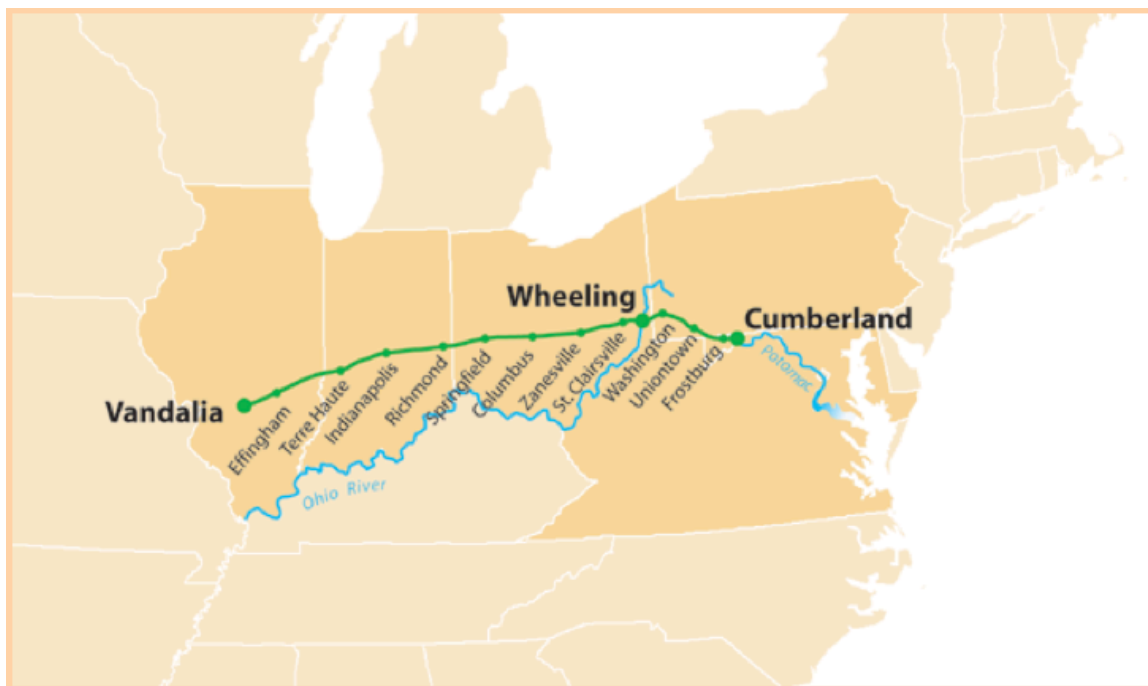 Wheeling
Cumberland
Vandalia
Effingham
Terre Haute
Indianapolis
Richmond
Springfield
Columbus
Zanesville
St. Clairsville
Washington
Uniontown
Frostburg
Potomac
Ohio River